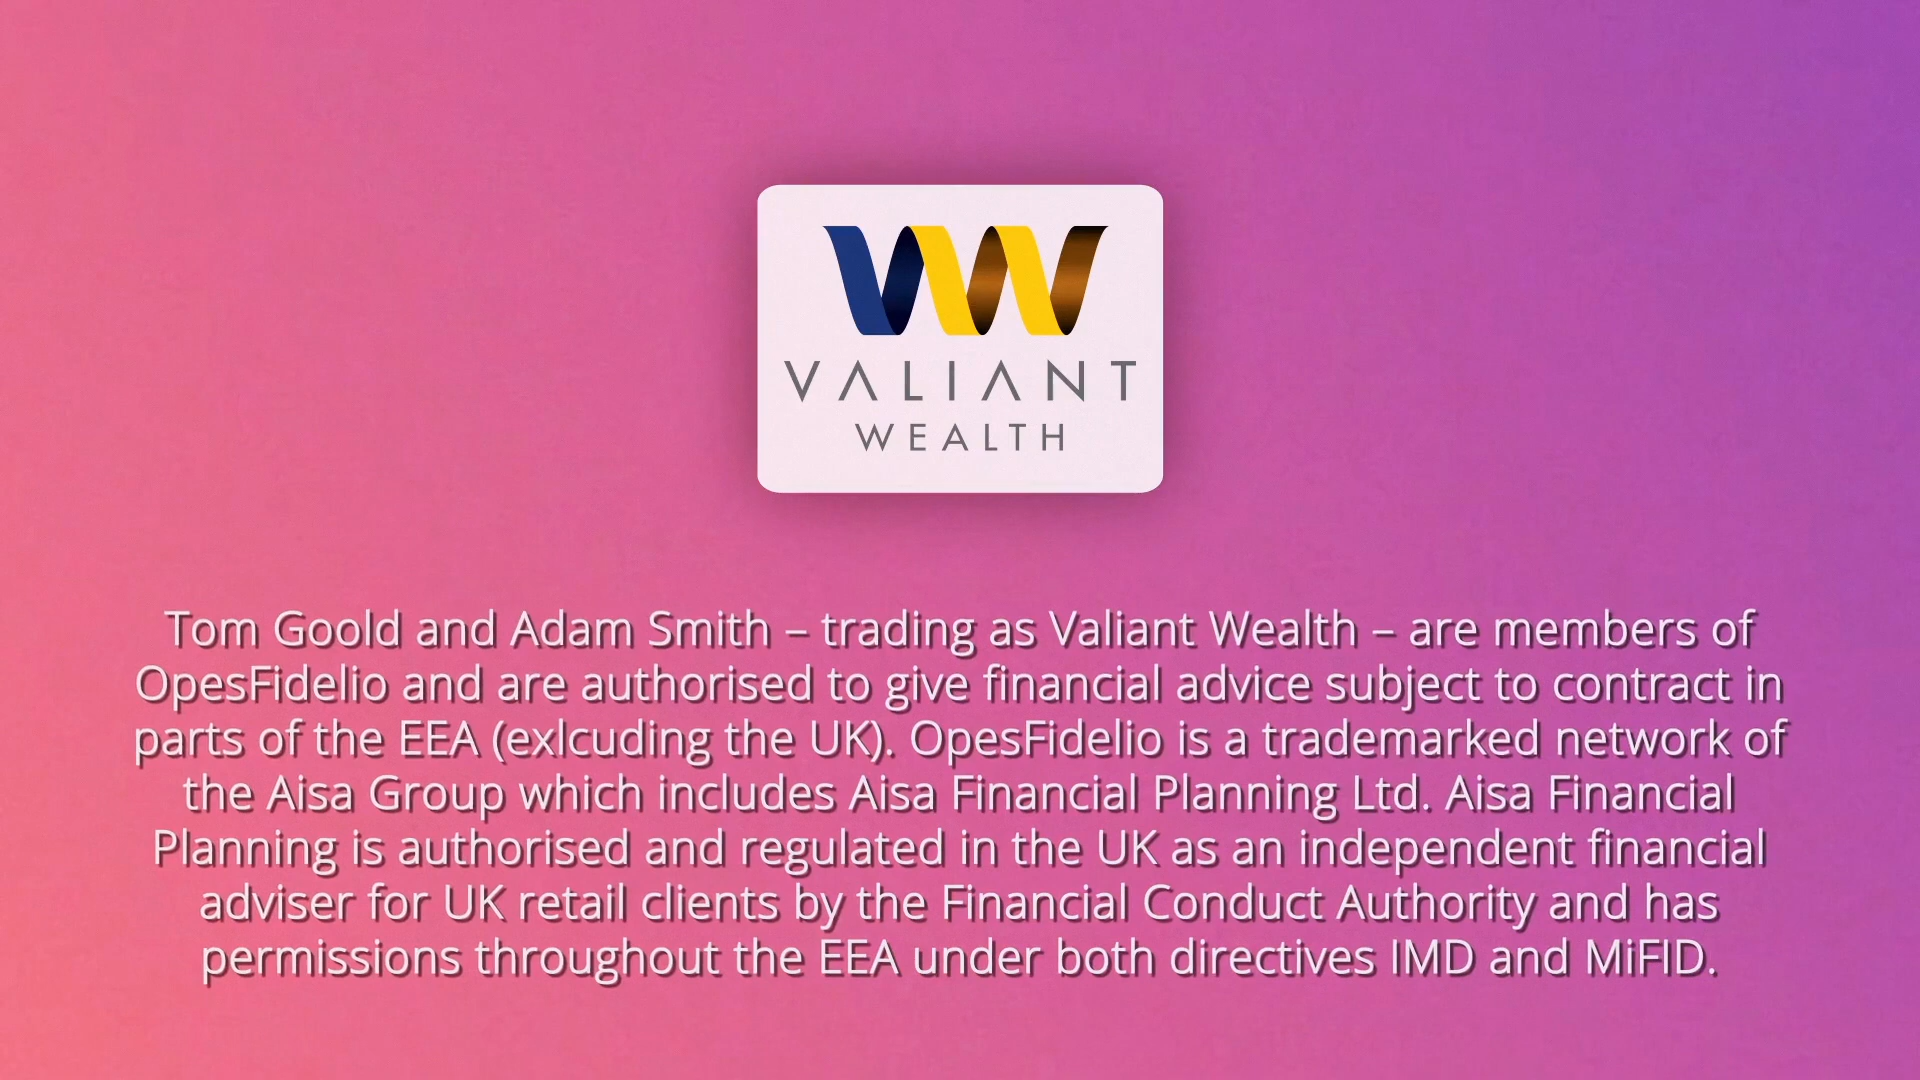 VALIANT
WEALTH
Tom Goold and Adam Smith – trading as Valiant Wealth – are members of
OpesFidelio and are authorised to give financial advice subject to contract in
parts of the EEA (exlcuding the UK). OpesFidelio is a trademarked network of
the Aisa Group which includes Aisa Financial Planning Ltd. Aisa Financial
Planning is authorised and regulated in the UK as an independent financial
adviser for UK retail clients by the Financial Conduct Authority and has
permissions throughout the EEA under both directives IMD and MiFID.